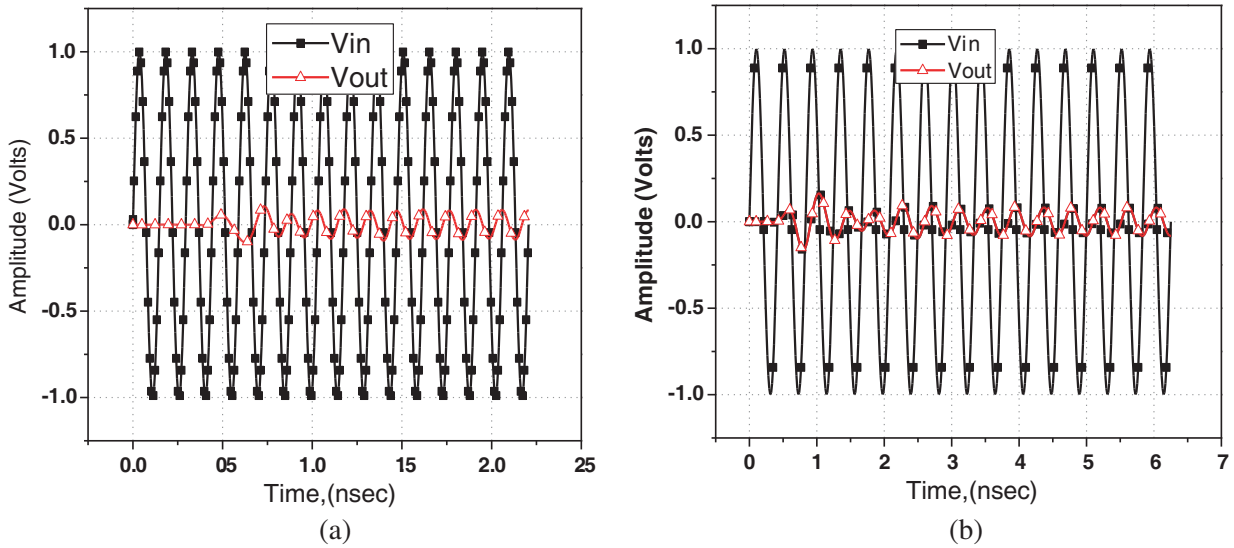 1.0
0.5
0.0
-0.5
-1.0
Amplitude (Volts)
Vin
Vout
0.0 05 1.0 15 2.0 25
Time,(nsec)
(a)
1.0
0.5
0.0
-0.5
-1.0
Amplitude (Volts)
Vin
Vout
0 1 2 3 4 5 6 7
Time,(nsec)
(b)